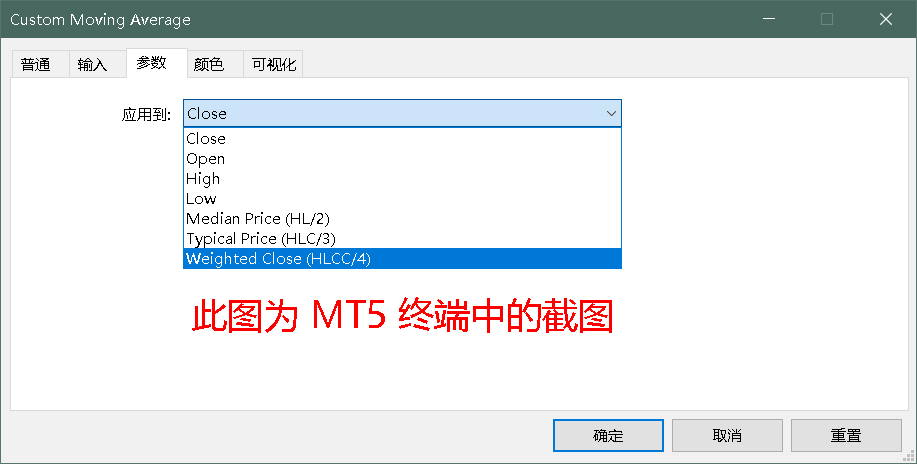 Custom Moving Average
普通 输入 参数 颜色 可视化
应用到: Close
Close
Open
High
Low
Median Price (HL/2)
Typical Price (HLC/3)
Weighted Close (HLCC/4)
此图为 MT5 终端中的截图
确定 取消 重置